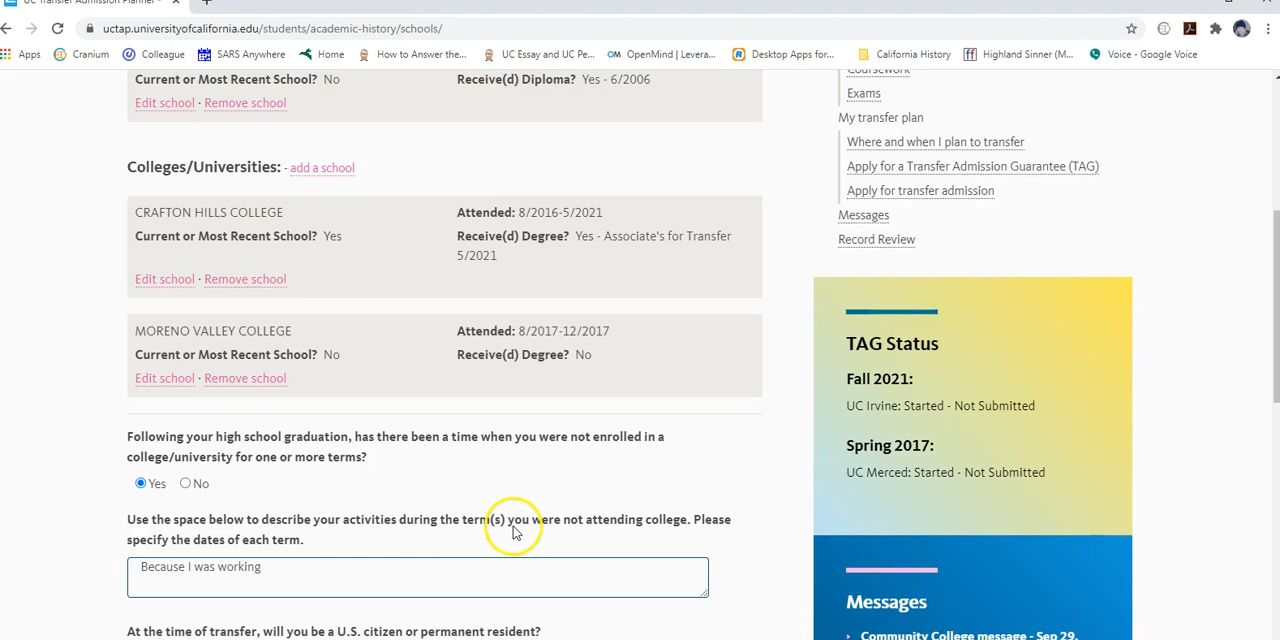 UC Transfer Admission Planner -
uctap.universityofcalifornia.edu/students/academic-history/schools/
Apps Cranium Colleague SARS Anywhere Home How to Answer the... UC Essay and UC Pe... OpenMind | Levera... Desktop Apps for... California History Highland Sinner (M... Voice - Google Voice
Current or Most Recent School? No Receive(d) Diploma? Yes - 6/2006
Edit school · Remove school
Colleges/Universities: - add a school
CRAFTON HILLS COLLEGE Attended: 8/2016-5/2021
Current or Most Recent School? Yes Receive(d) Degree? Yes - Associate's for Transfer
5/2021
Edit school · Remove school
MORENO VALLEY COLLEGE Attended: 8/2017-12/2017
Current or Most Recent School? No Receive(d) Degree? No
Edit school · Remove school
Following your high school graduation, has there been a time when you were not enrolled in a
college/university for one or more terms?
Yes No
Use the space below to describe your activities during the term(s) you were not attending college. Please
specify the dates of each term.
Because I was working
At the time of transfer, will you be a U.S. citizen or permanent resident?
Coursework
Exams
My transfer plan
Where and when I plan to transfer
Apply for a Transfer Admission Guarantee (TAG)
Apply for transfer admission
Messages
Record Review
TAG Status
Fall 2021:
UC Irvine: Started - Not Submitted
Spring 2017:
UC Merced: Started - Not Submitted
Messages
Community College message - Sep 29,